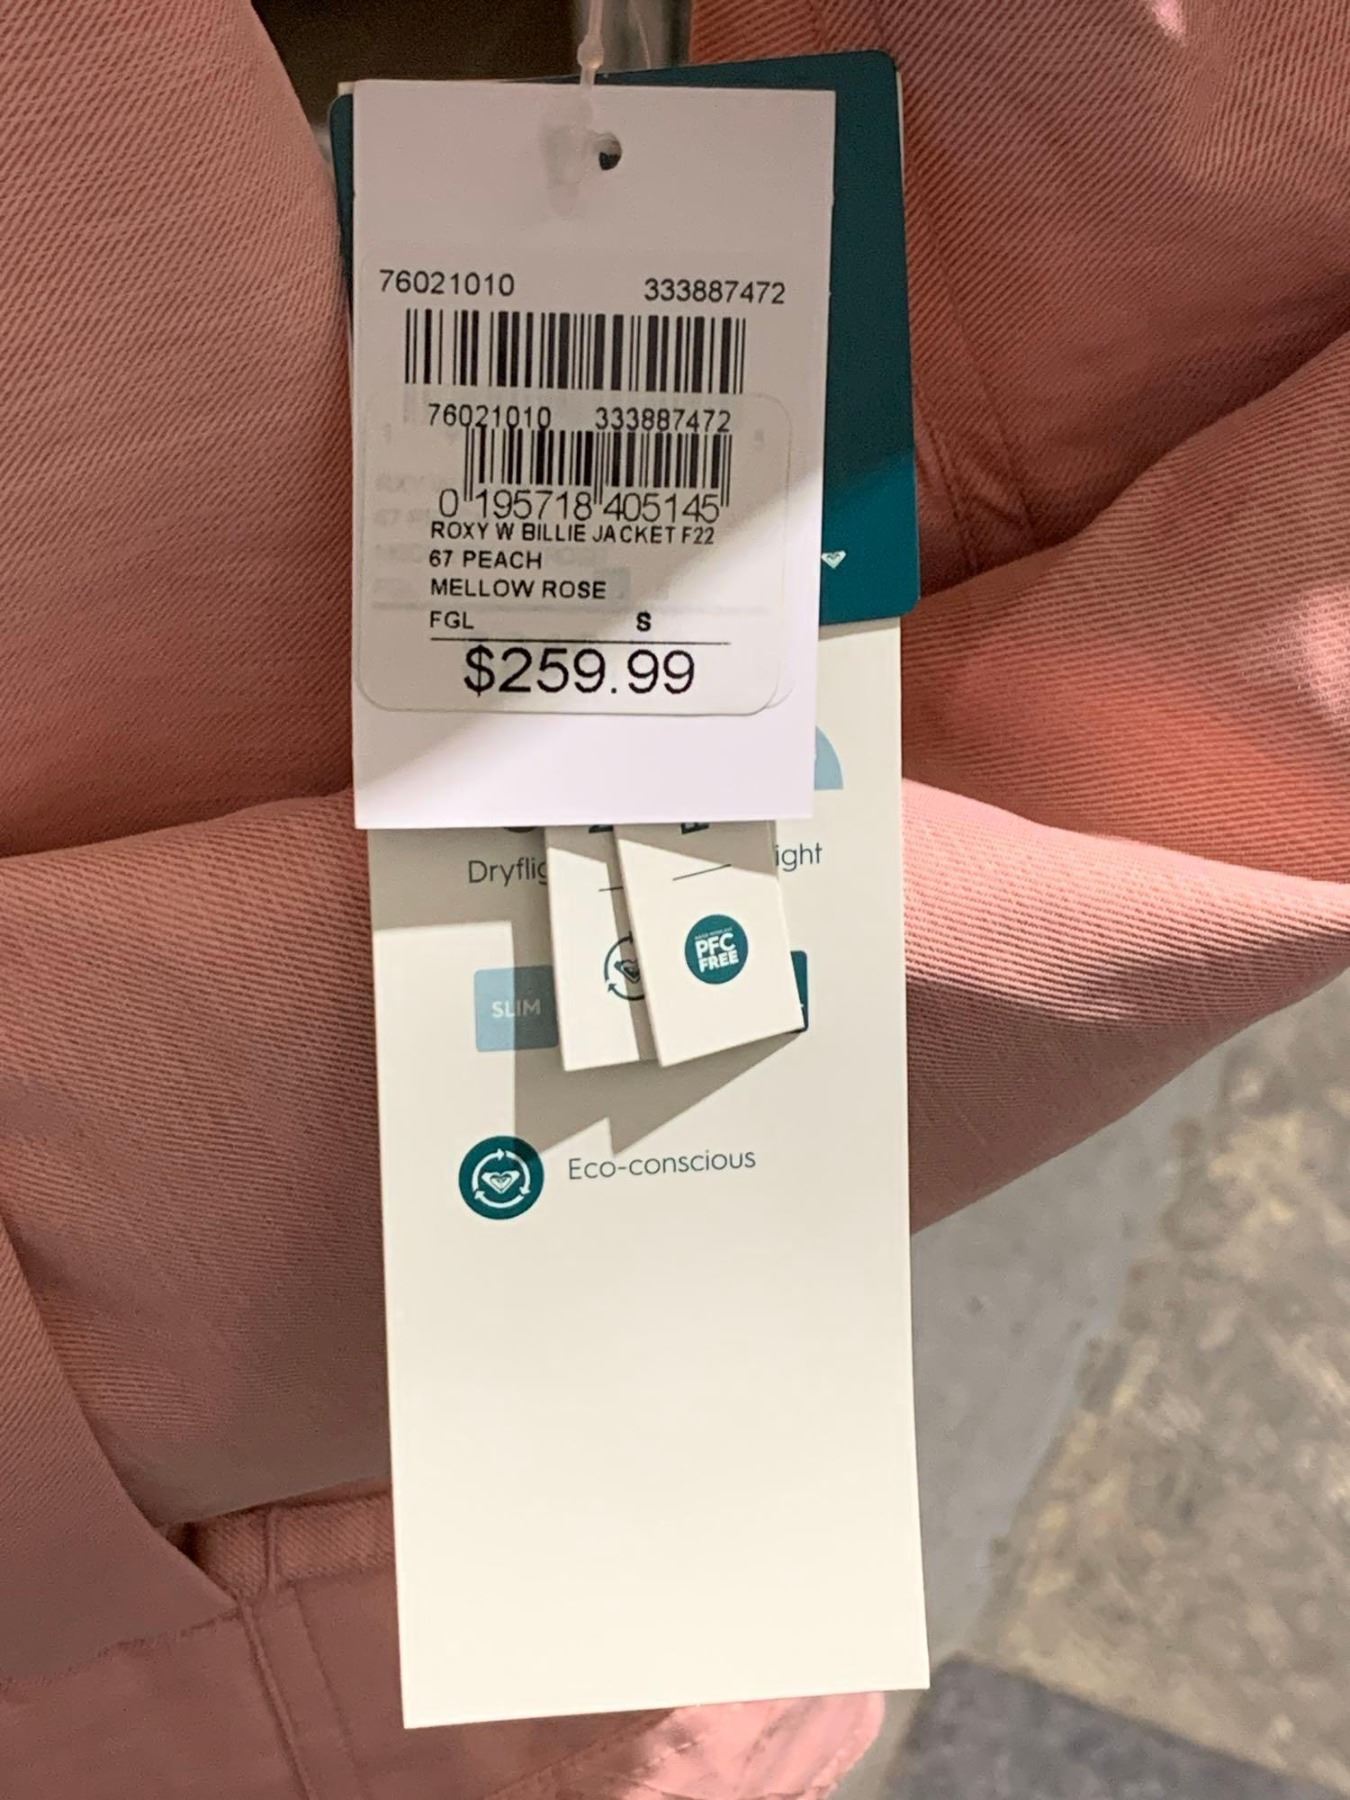 76021010 333887472
76021010 333887472
0 195718 405145
ROXY W BILLIE JACKET F22
67 PEACH
MELLOW ROSE
FGL S
$259.99
PFC
FREE
SLIM
Eco-conscious